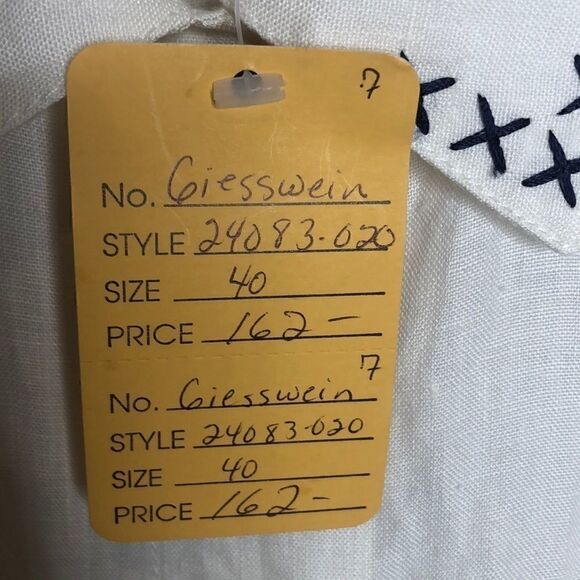 7
No. Giesswein
STYLE 24083-020
SIZE 40
PRICE 162-
7
No. Giesswein
STYLE 24083-020
SIZE 40
PRICE 162-